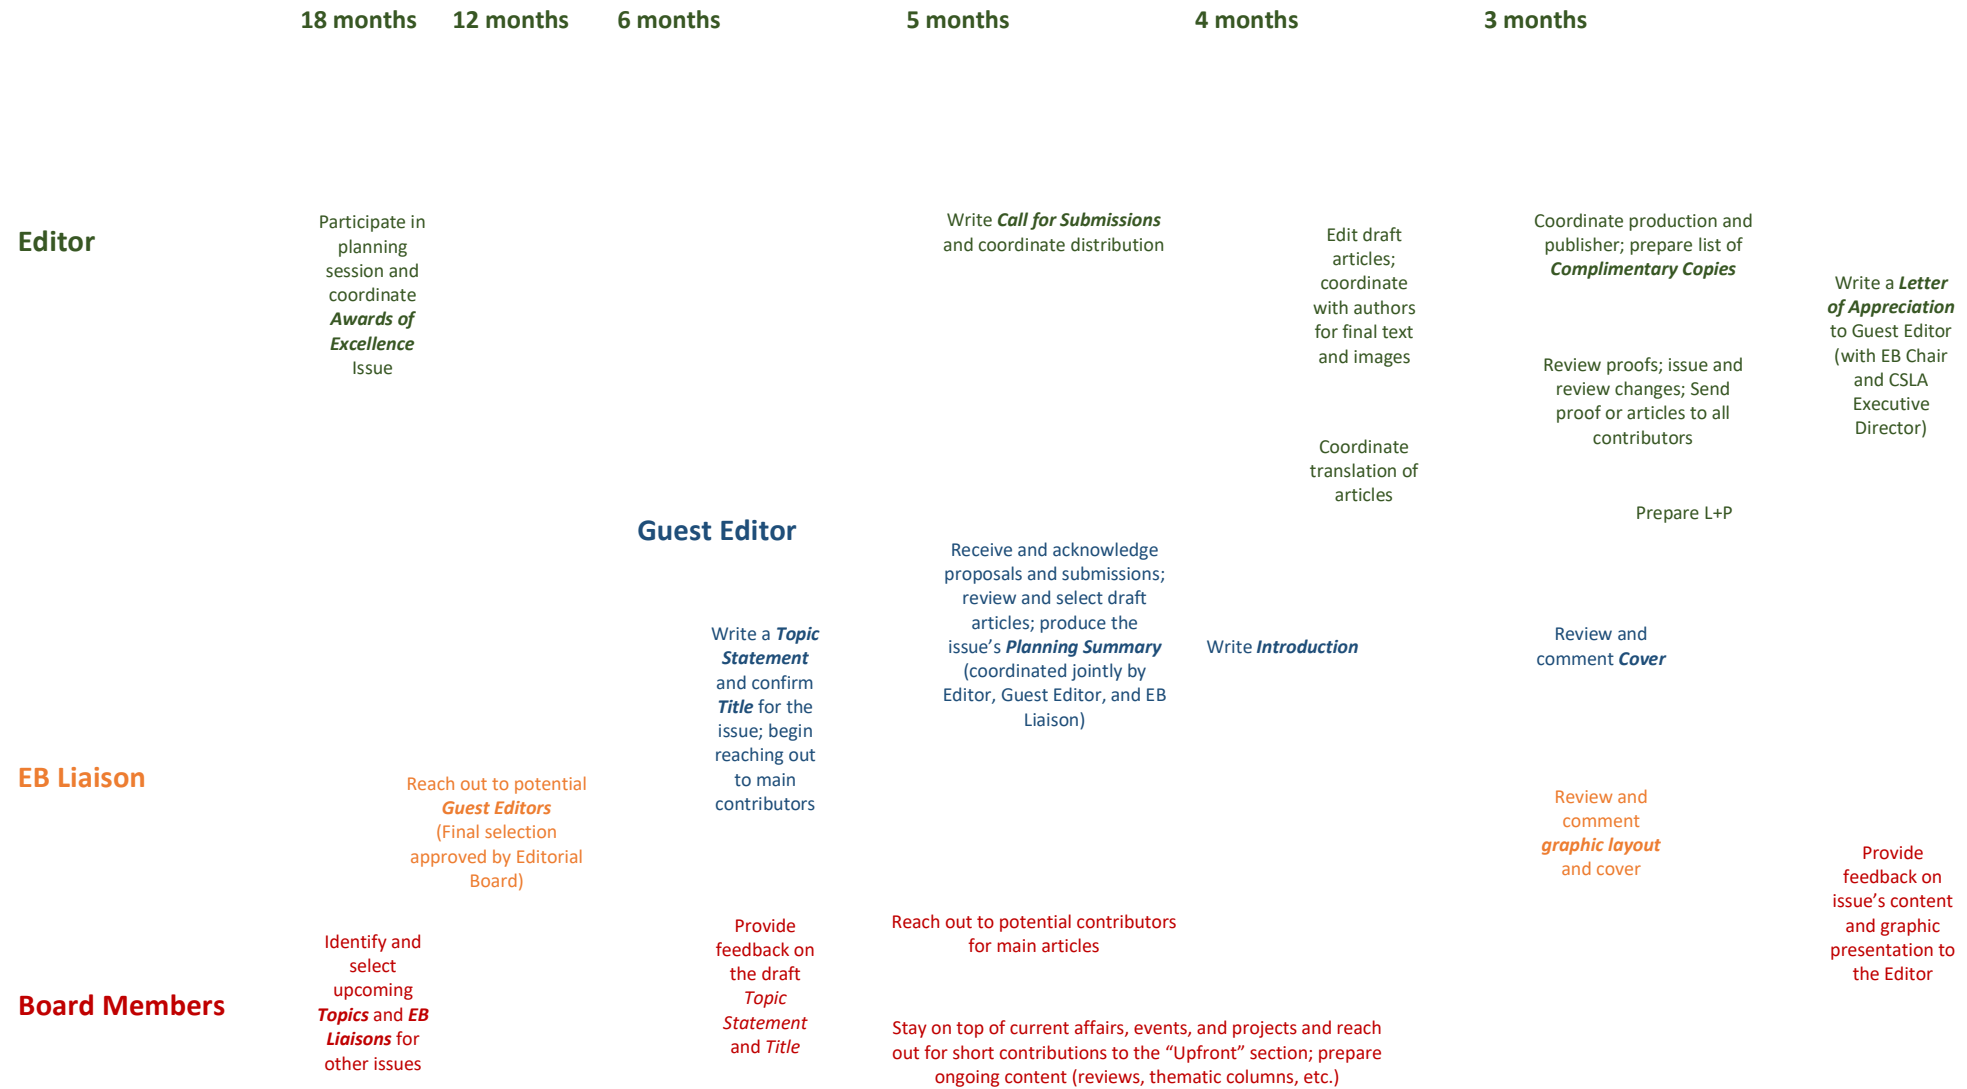 18 months 12 months 6 months 5 months 4 months 3 months
Editor
Participate in
planning
session and
coordinate
Awards of
Excellence
Issue
Write Call for Submissions
and coordinate distribution
Edit draft
articles;
coordinate
with authors
for final text
and images
Coordinate
translation of
articles
Coordinate production and
publisher; prepare list of
Complimentary Copies
Review proofs; issue and
review changes; Send
proof or articles to all
contributors
Prepare L+P
Write a Letter
of Appreciation
to Guest Editor
(with EB Chair
and CSLA
Executive
Director)
Guest Editor
Write a Topic
Statement
and confirm
Title for the
issue; begin
reaching out
to main
contributors
Receive and acknowledge
proposals and submissions;
review and select draft
articles; produce the
issue’s Planning Summary
(coordinated jointly by
Editor, Guest Editor, and EB
Liaison)
Write Introduction
Review and
comment Cover
EB Liaison
Reach out to potential
Guest Editors
(Final selection
approved by Editorial
Board)
Review and
comment
graphic layout
and cover
Board Members
Identify and
select
upcoming
Topics and EB
Liaisons for
other issues
Provide
feedback on
the draft
Topic
Statement
and Title
Reach out to potential contributors
for main articles
Stay on top of current affairs, events, and projects and reach
out for short contributions to the “Upfront” section; prepare
ongoing content (reviews, thematic columns, etc.)
Provide
feedback on
issue’s content
and graphic
presentation to
the Editor